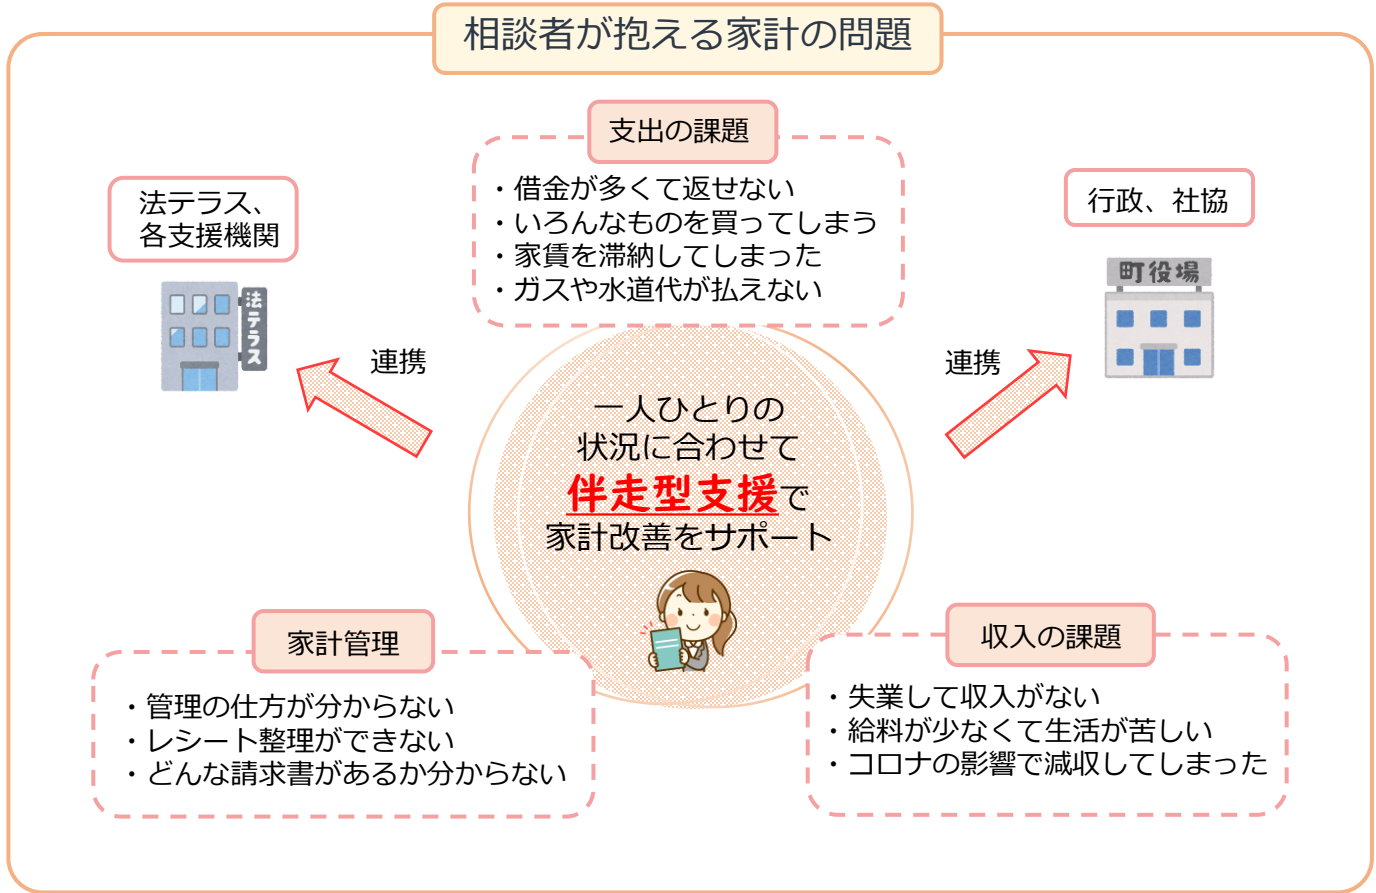 相談者が抱える家計の問題
支出の課題
・借金が多くて返せない
・いろんなものを買ってしまう
・家賃を滞納してしまった
・ガスや水道代が払えない
法テラス、
各支援機関
法テラス
連携
行政、社協
町役場
連携
一人ひとりの
状況に合わせて
伴走型支援で
家計改善をサポート
家計管理
・管理の仕方が分からない
・レシート整理ができない
・どんな請求書があるか分からない
収入の課題
・失業して収入がない
・給料が少なくて生活が苦しい
・コロナの影響で減収してしまった